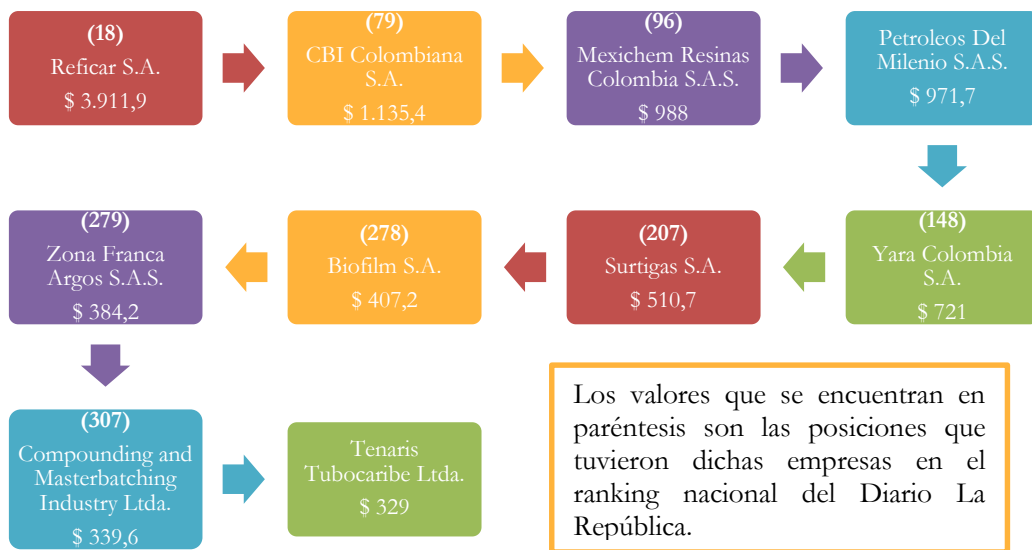 (18)
Reficar S.A.
$ 3.911,9
(79)
CBI Colombiana
S.A.
$ 1.135,4
(96)
Mexichem Resinas
Colombia S.A.S.
$ 988
Petroleos Del
Milenio S.A.S.
$ 971,7
(148)
Yara Colombia
S.A.
$ 721
(207)
Surtigas S.A.
$ 510,7
(278)
Biofilm S.A.
$ 407,2
(279)
Zona Franca
Argos S.A.S.
$ 384,2
(307)
Compounding and
Masterbatching
Industry Ltda.
$ 339,6
Tenaris
Tubocaribe Ltda.
$ 329
Los valores que se encuentran en
paréntesis son las posiciones que
tuvieron dichas empresas en el
ranking nacional del Diario La
República.